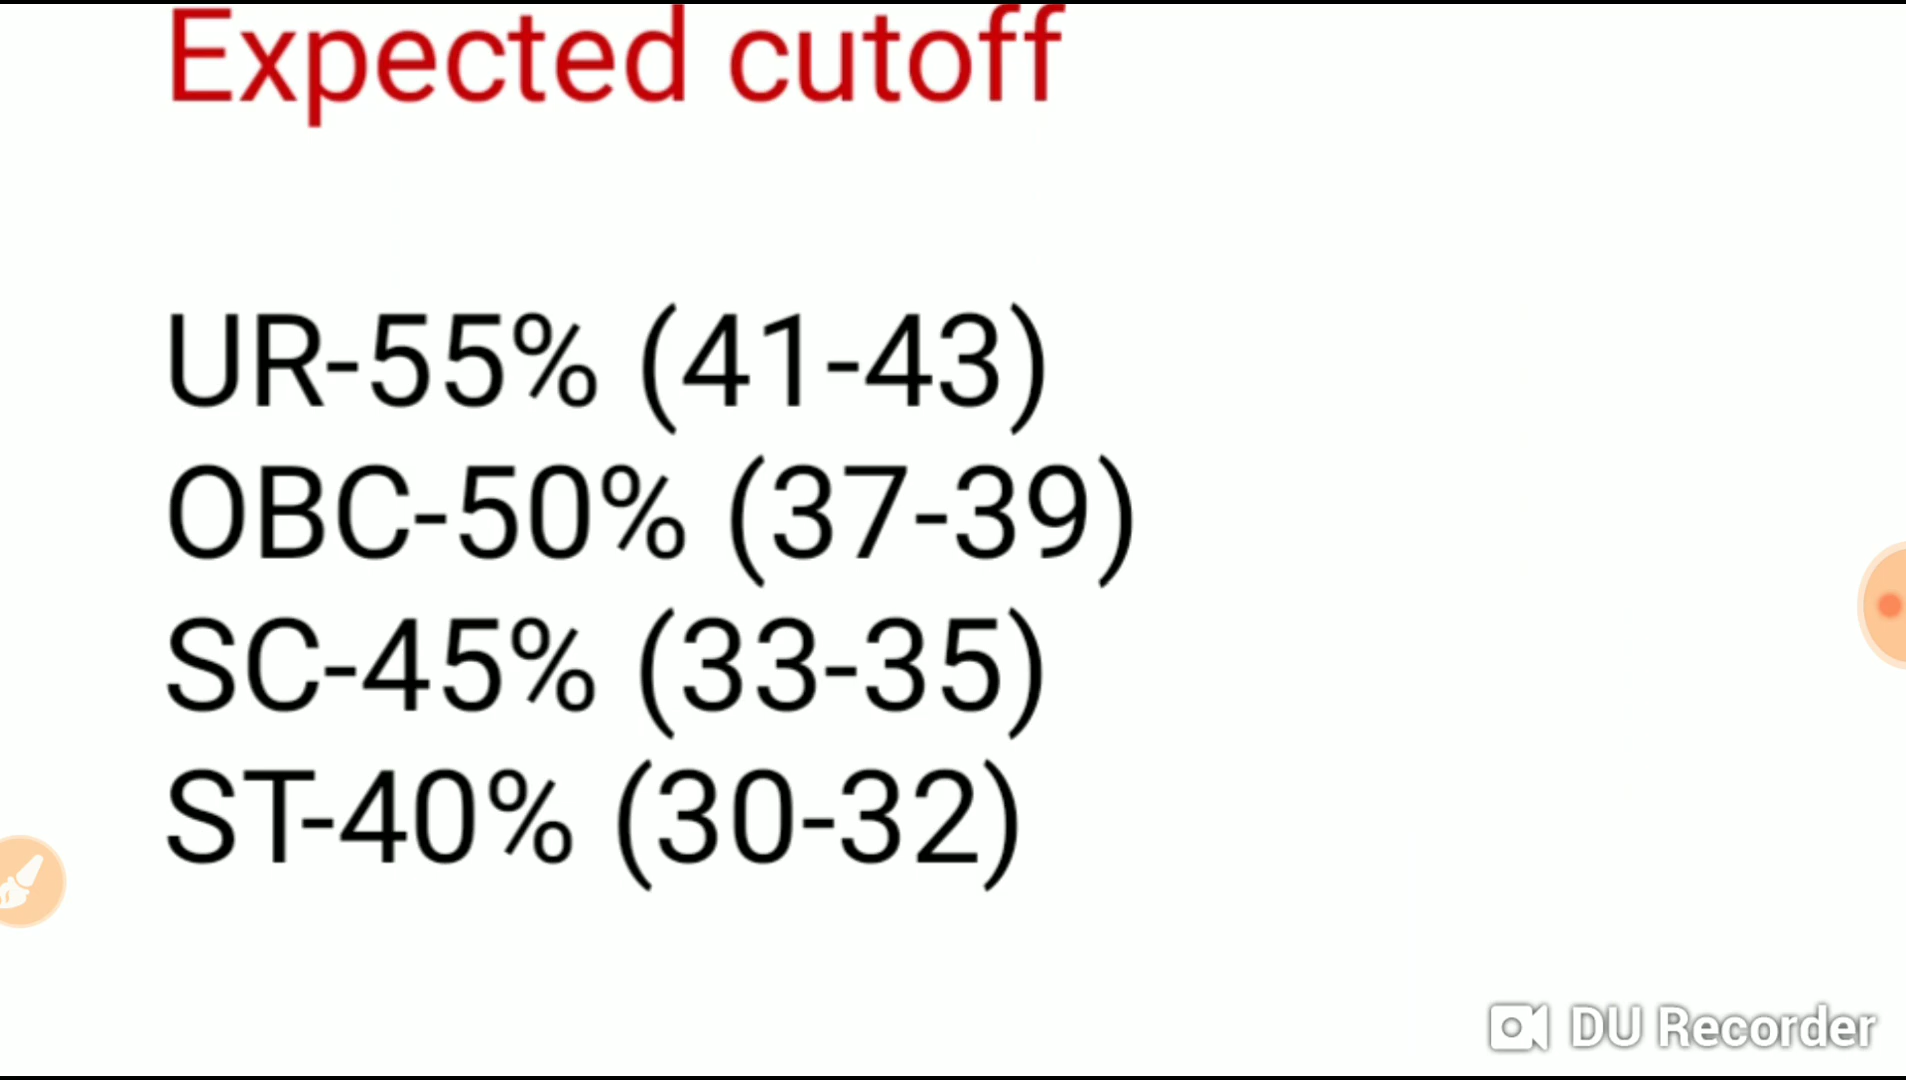 Expected cutoff
UR-55% (41-43)
OBC-50% (37-39)
SC-45% (33-35)
ST-40% (30-32)
DU Recorder